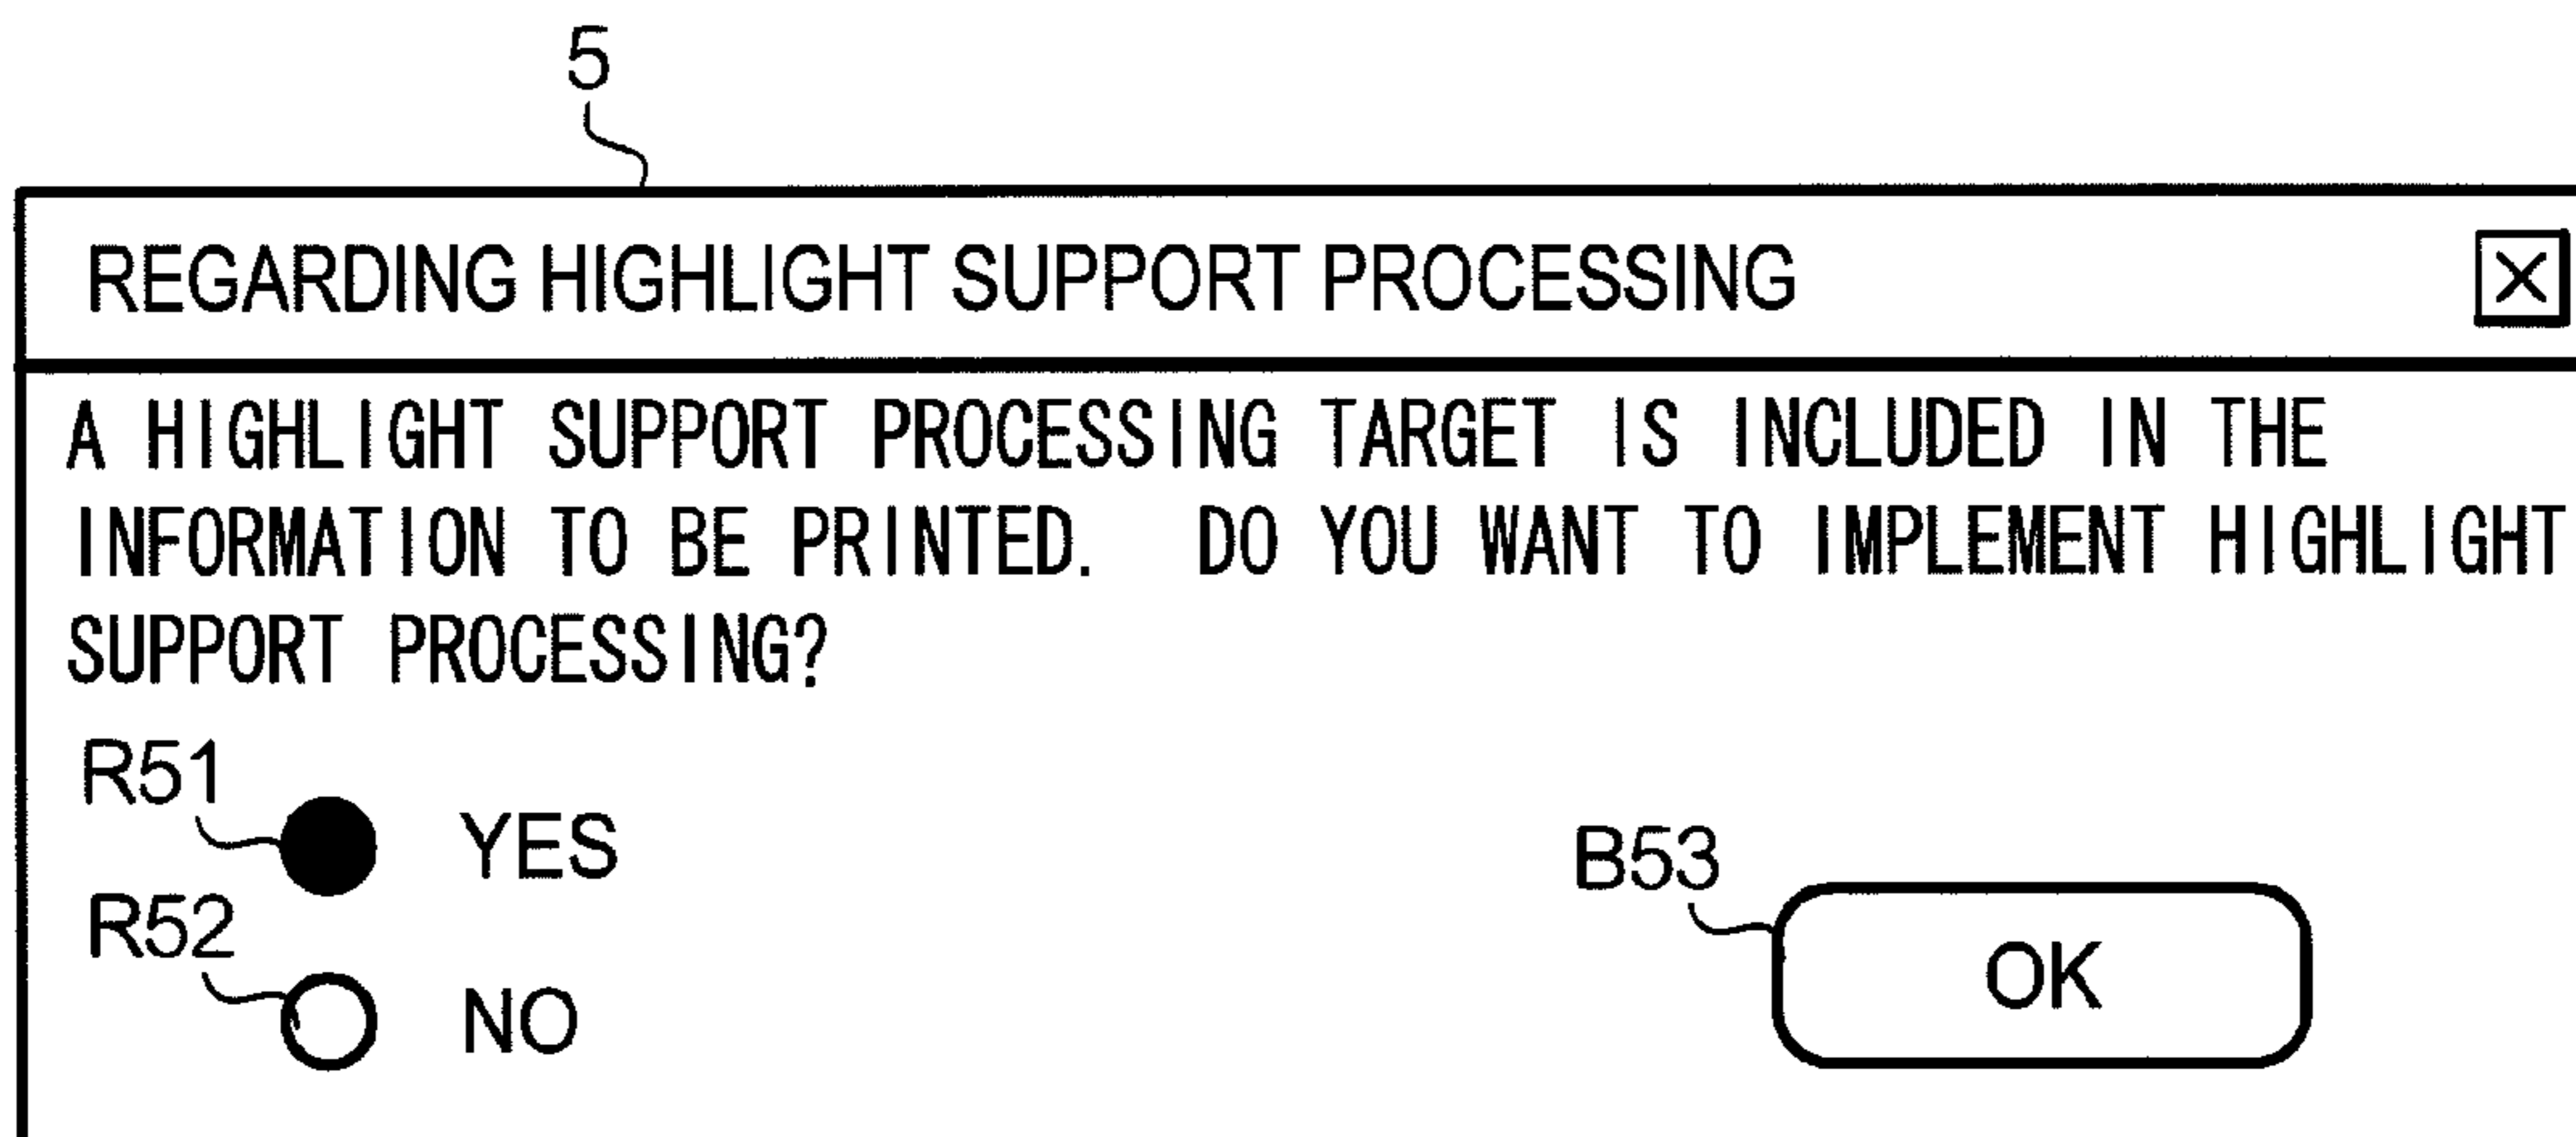 5
REGARDING HIGHLIGHT SUPPORT PROCESSING
A HIGHLIGHT SUPPORT PROCESSING TARGET IS INCLUDED IN THE
INFORMATION TO BE PRINTED. DO YOU WANT TO IMPLEMENT HIGHLIGHT
SUPPORT PROCESSING?
R51
YES
R52
NO
B53
OK